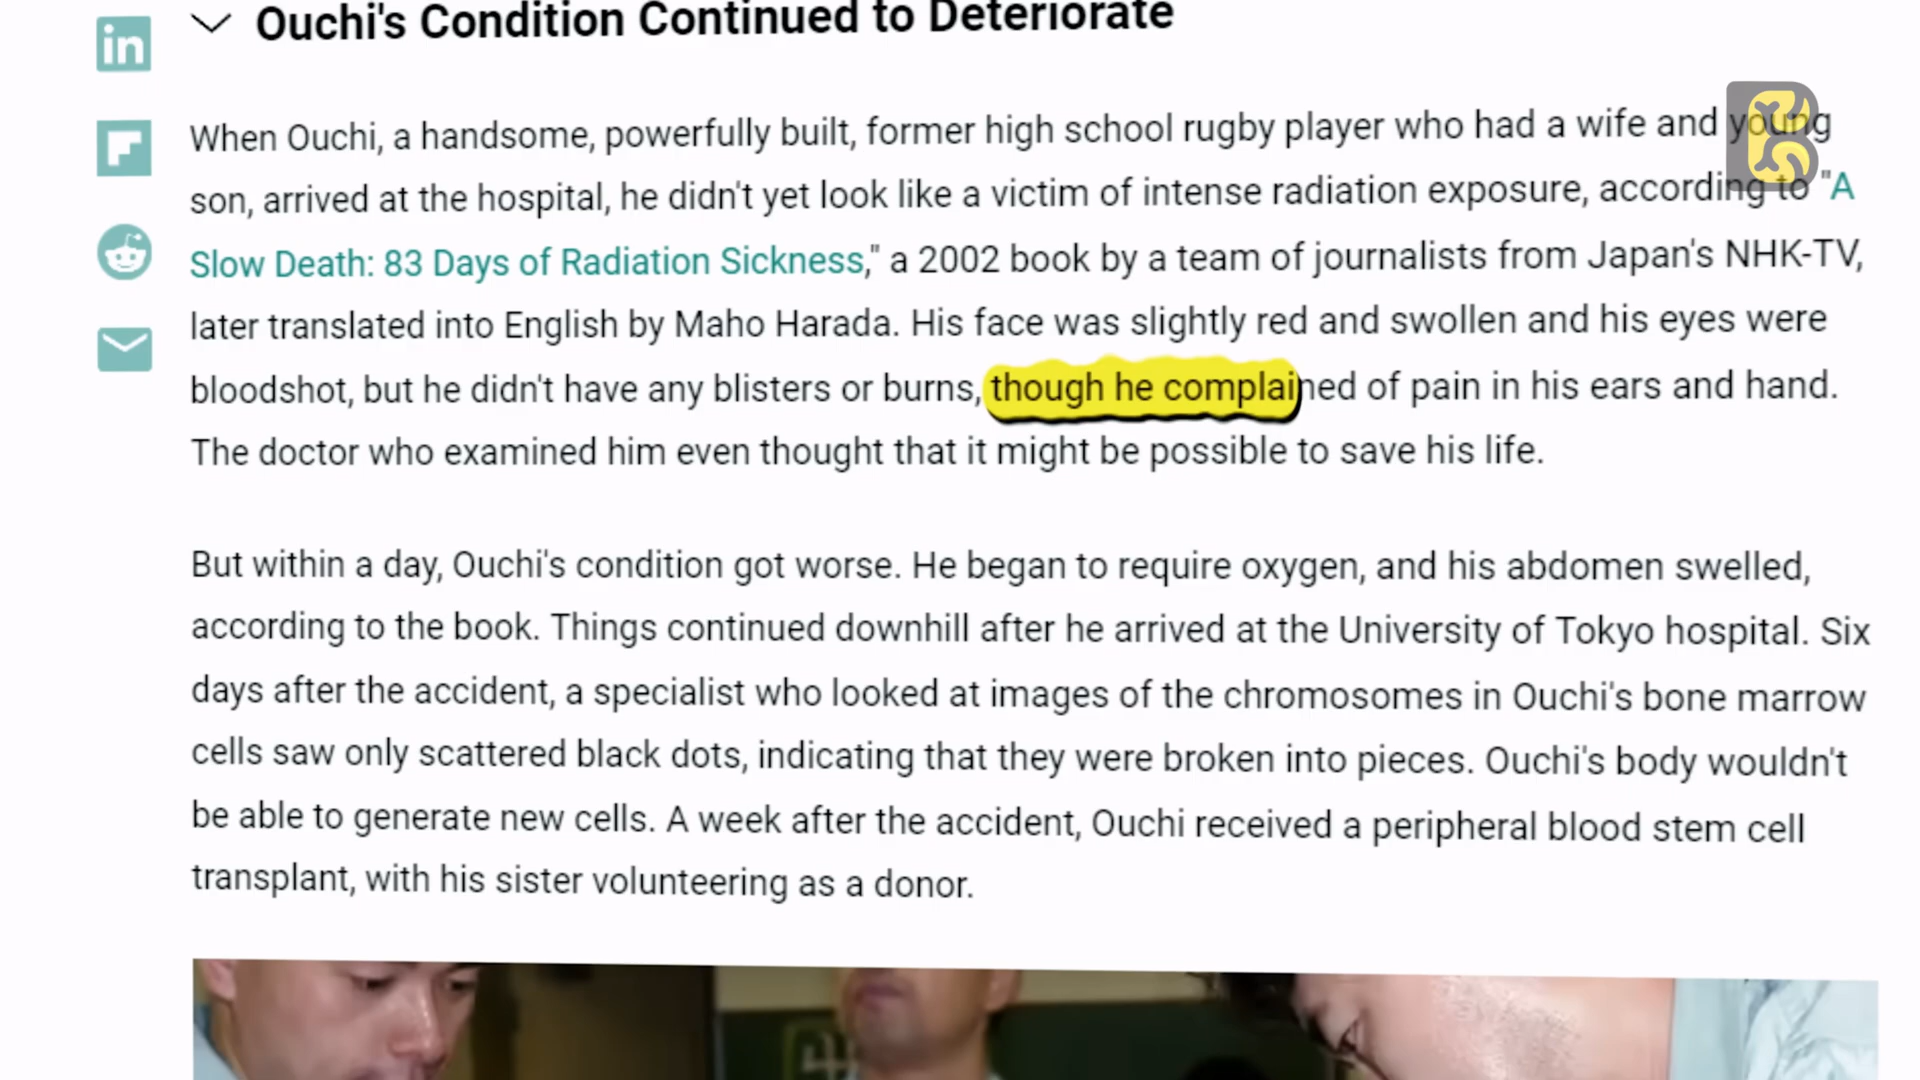 Ouchi's Condition Continued to Deteriorate
When Ouchi, a handsome, powerfully built, former high school rugby player who had a wife and young
son, arrived at the hospital, he didn't yet look like a victim of intense radiation exposure, according to "A
Slow Death: 83 Days of Radiation Sickness," a 2002 book by a team of journalists from Japan's NHK-TV,
later translated into English by Maho Harada. His face was slightly red and swollen and his eyes were
bloodshot, but he didn't have any blisters or burns, though he complained of pain in his ears and hand.
The doctor who examined him even thought that it might be possible to save his life.
But within a day, Ouchi's condition got worse. He began to require oxygen, and his abdomen swelled,
according to the book. Things continued downhill after he arrived at the University of Tokyo hospital. Six
days after the accident, a specialist who looked at images of the chromosomes in Ouchi's bone marrow
cells saw only scattered black dots, indicating that they were broken into pieces. Ouchi's body wouldn't
be able to generate new cells. A week after the accident, Ouchi received a peripheral blood stem cell
transplant, with his sister volunteering as a donor.